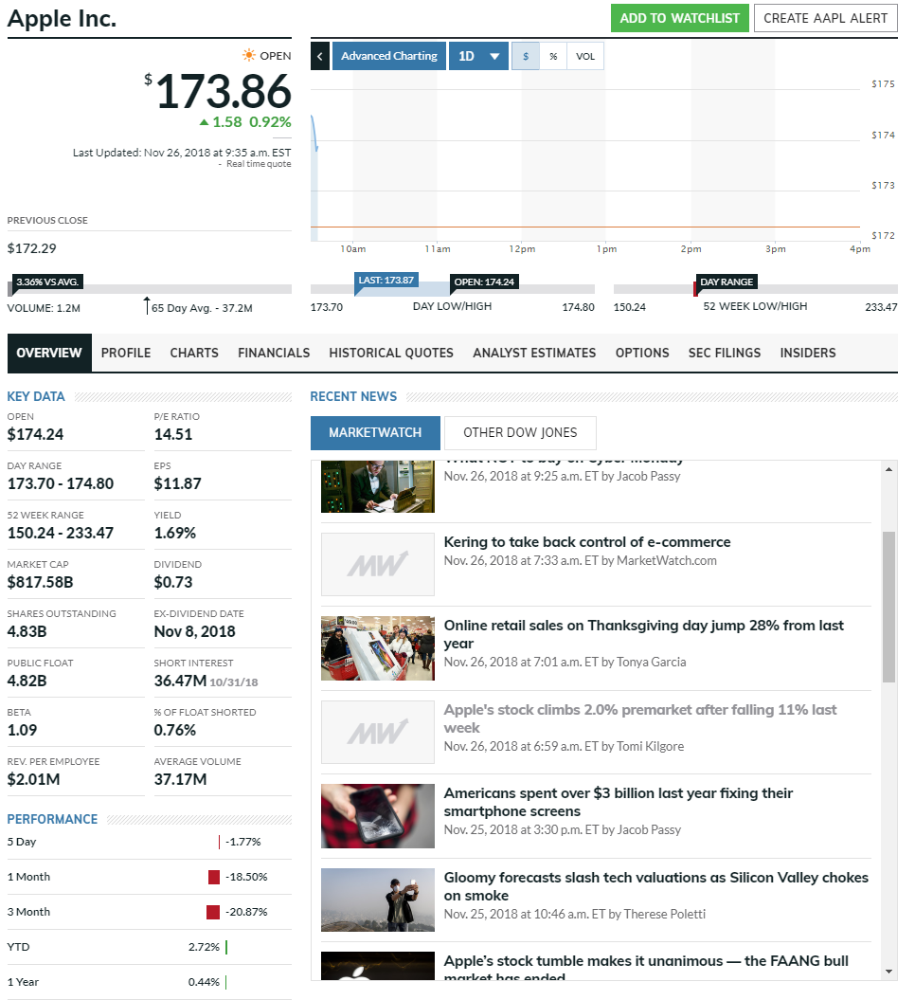 Apple Inc.
ADD TO WATCHLIST
CREATE AAPL ALERT
OPEN
$173.86
1.58 0.92%
Last Updated: Nov 26, 2018 at 9:35 a.m. EST
- Real time quote
PREVIOUS CLOSE
$172.29
Advanced Charting
1D
$
%
VOL
$175
$174
$173
$172
10am 11am 12pm 1pm 2pm 3pm 4pm
3.36% VS AVG.
VOLUME: 1.2M
65 Day Avg. - 37.2M
LAST: 173.87
OPEN: 174.24
173.70 DAY LOW/HIGH 174.80
DAY RANGE
150.24 52 WEEK LOW/HIGH 233.47
OVERVIEW PROFILE CHARTS FINANCIALS HISTORICAL QUOTES ANALYST ESTIMATES OPTIONS SEC FILINGS INSIDERS
KEY DATA
OPEN P/E RATIO
$174.24 14.51
DAY RANGE EPS
173.70 - 174.80 $11.87
52 WEEK RANGE YIELD
150.24 - 233.47 1.69%
MARKET CAP DIVIDEND
$817.58B $0.73
SHARES OUTSTANDING EX-DIVIDEND DATE
4.83B Nov 8, 2018
PUBLIC FLOAT SHORT INTEREST
4.82B 36.47M 10/31/18
BETA % OF FLOAT SHORTED
1.09 0.76%
REV. PER EMPLOYEE AVERAGE VOLUME
$2.01M 37.17M
PERFORMANCE
5 Day -1.77%
1 Month -18.50%
3 Month -20.87%
YTD 2.72%
1 Year 0.44%
RECENT NEWS
MARKETWATCH
OTHER DOW JONES
What NOT to buy on Cyber Monday
Nov. 26, 2018 at 9:25 a.m. ET by Jacob Passy
MW
Kering to take back control of e-commerce
Nov. 26, 2018 at 7:33 a.m. ET by MarketWatch.com
Online retail sales on Thanksgiving day jump 28% from last
year
Nov. 26, 2018 at 7:01 a.m. ET by Tonya Garcia
MW
Apple's stock climbs 2.0% premarket after falling 11% last
week
Nov. 26, 2018 at 6:59 a.m. ET by Tomi Kilgore
Americans spent over $3 billion last year fixing their
smartphone screens
Nov. 25, 2018 at 3:30 p.m. ET by Jacob Passy
Gloomy forecasts slash tech valuations as Silicon Valley chokes
on smoke
Nov. 25, 2018 at 10:46 a.m. ET by Therese Poletti
Apple’s stock tumble makes it unanimous — the FAANG bull
market has ended